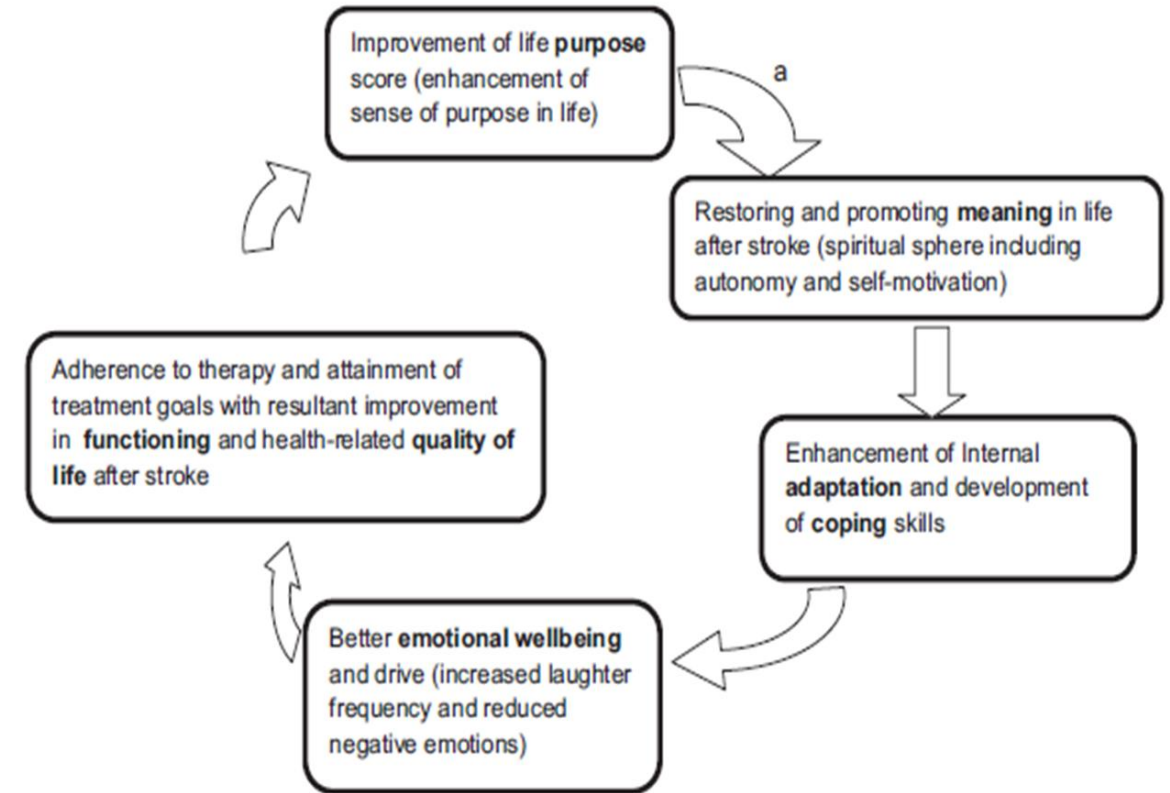 Improvement of life purpose
score (enhancement of
sense of purpose in life)
a
Restoring and promoting meaning in life
after stroke (spiritual sphere including
autonomy and self-motivation)
Enhancement of Internal
adaptation and development
of coping skills
Better emotional wellbeing
and drive (increased laughter
frequency and reduced
negative emotions)
Adherence to therapy and attainment of
treatment goals with resultant improvement
in functioning and health-related quality of
life after stroke